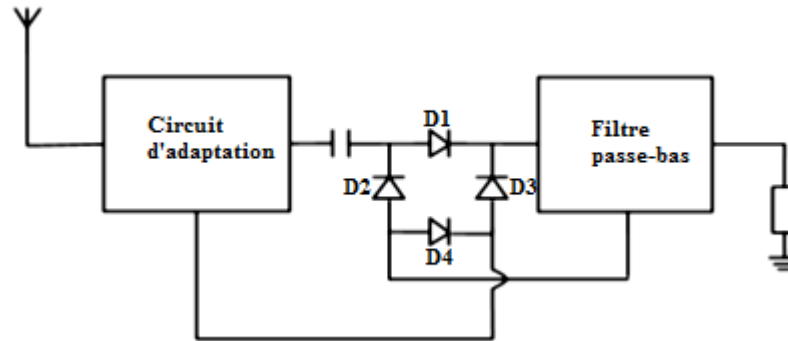 Circuit
d'adaptation
D1
D2
D3
D4
Filtre
passe-bas